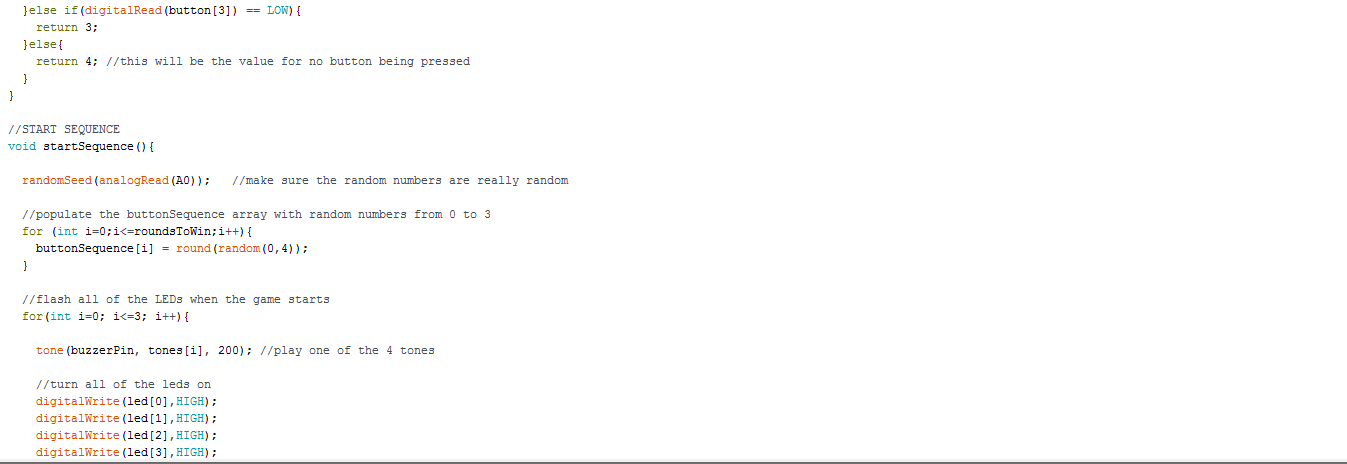 }else if(digitalRead(button[3]) == LOW){
return 3;
}else{
return 4; //this will be the value for no button being pressed
}
}
//START SEQUENCE
void startSequence(){
randomSeed(analogRead(A0)); //make sure the random numbers are really random
//populate the buttonSequence array with random numbers from 0 to 3
for (int i=0;i<=roundsToWin;i++){
buttonSequence[i] = round(random(0,4));
}
//flash all of the LEDs when the game starts
for(int i=0; i<=3; i++){
tone(buzzerPin, tones[i], 200); //play one of the 4 tones
//turn all of the leds on
digitalWrite(led[0],HIGH);
digitalWrite(led[1],HIGH);
digitalWrite(led[2],HIGH);
digitalWrite(led[3],HIGH);